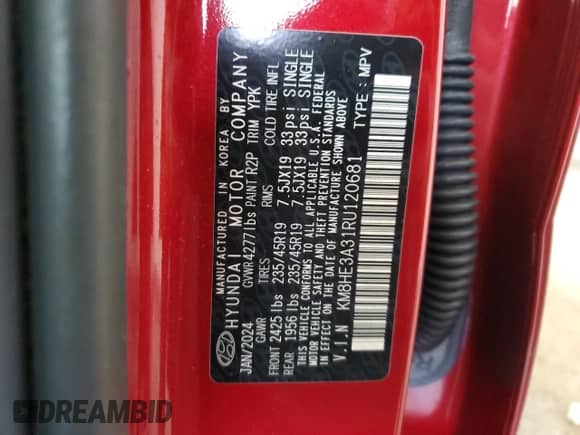 MANUFACTURED IN KOREA BY
HYUNDAI MOTOR COMPANY
JAN/2024 GVWR 4277lbs PAINT R2P TRIM YPK
GAWR TIRES RIMS COLD TIRE INFL.
FRONT 2425 lbs 235/45R19 7.5JX19 33psi SINGLE
REAR 1956 lbs 235/45R19 7.5JX19 33psi SINGLE
THIS VEHICLE CONFORMS TO ALL APPLICABLE U.S.A. FEDERAL
MOTOR VEHICLE SAFETY AND THEFT PREVENTION STANDARDS
IN EFFECT ON THE DATE OF MANUFACTURE SHOWN ABOVE
V.I.N KM8HE3A31RU120681 TYPE : MPV
DREAMBID